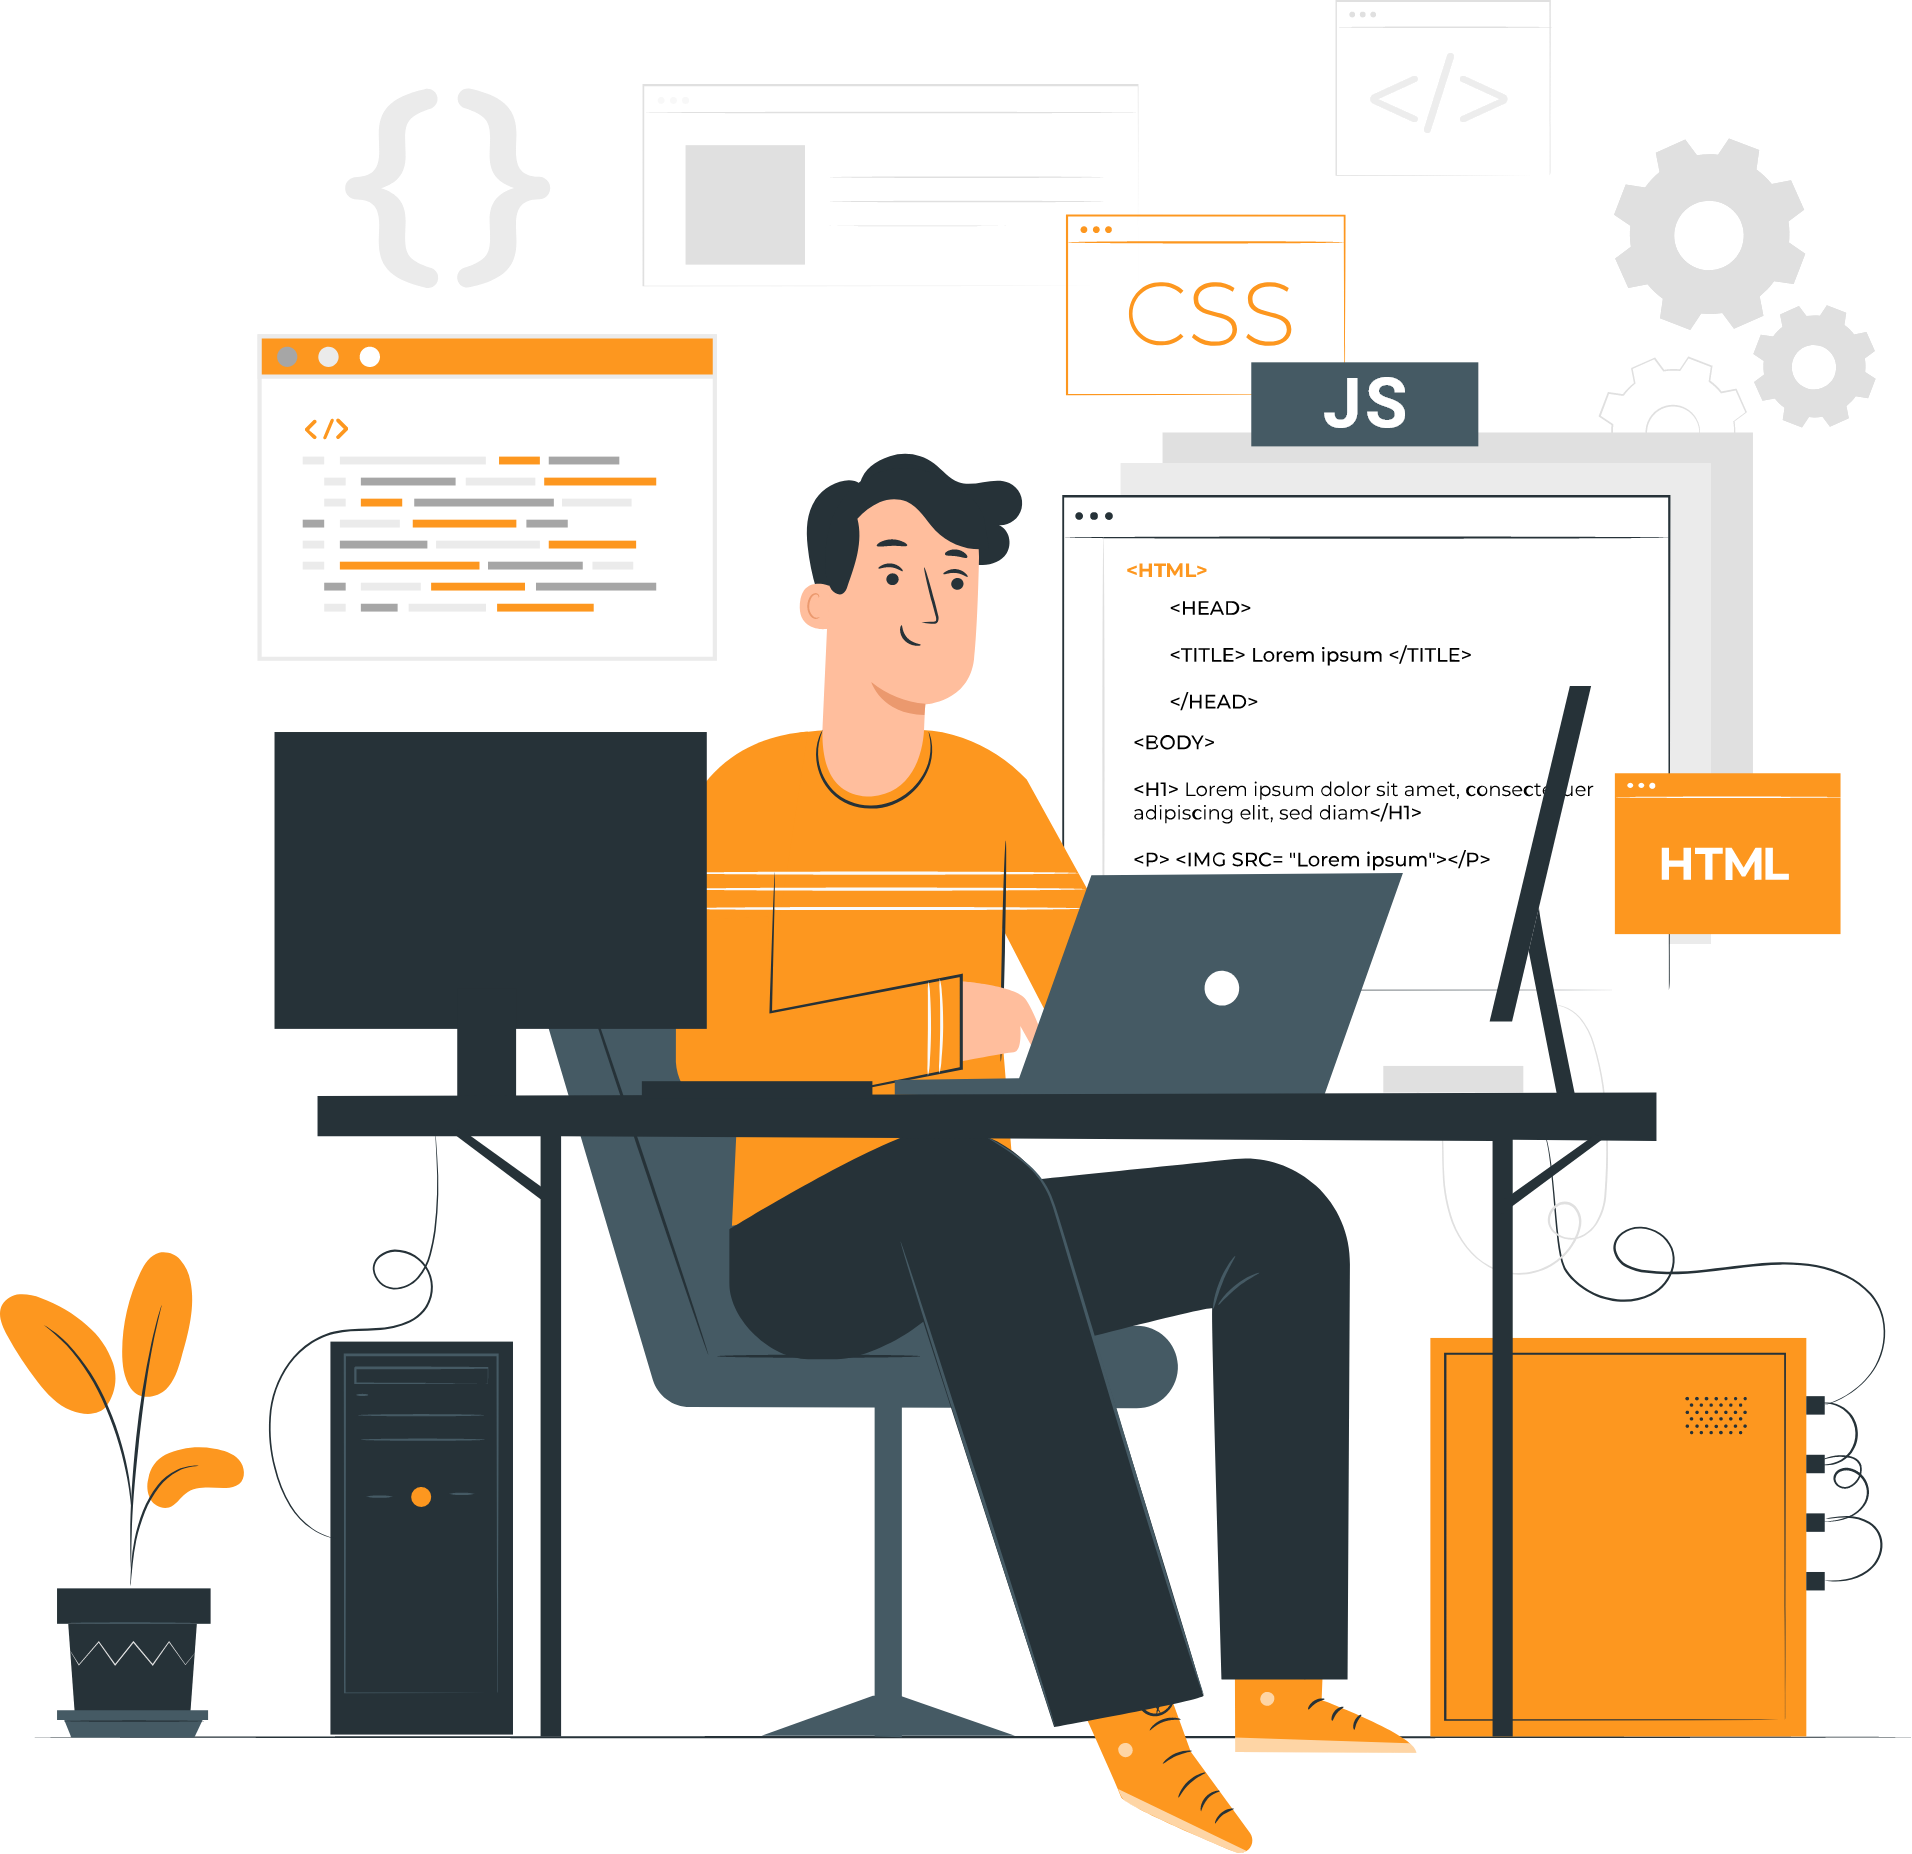 { }
</>
CSS
JS
</>
<HTML>
<HEAD>
<TITLE> Lorem ipsum </TITLE>
</HEAD>
<BODY>
<H1> Lorem ipsum dolor sit amet,
adipiscing elit, sed diam</H1>
<P> <IMG SRC= "Lorem ipsum"></P>
HTML